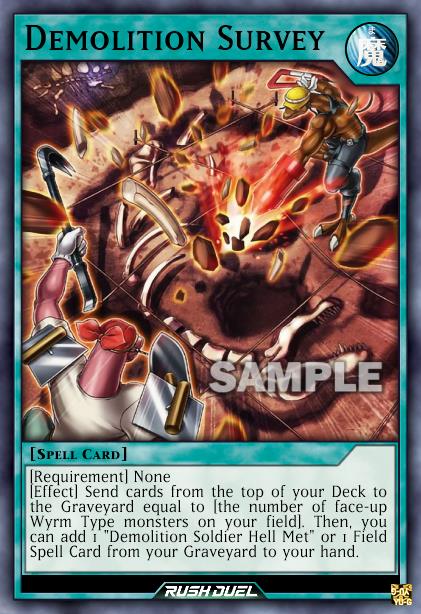 Demolition Survey
ま
魔
SAMPLE
[Spell Card]
[Requirement] None
[Effect] Send cards from the top of your Deck to
the Graveyard equal to [the number of face-up
Wyrm Type monsters on your field]. Then, you
can add 1 "Demolition Soldier Hell Met" or 1 Field
Spell Card from your Graveyard to your hand.
RUSH DUEL